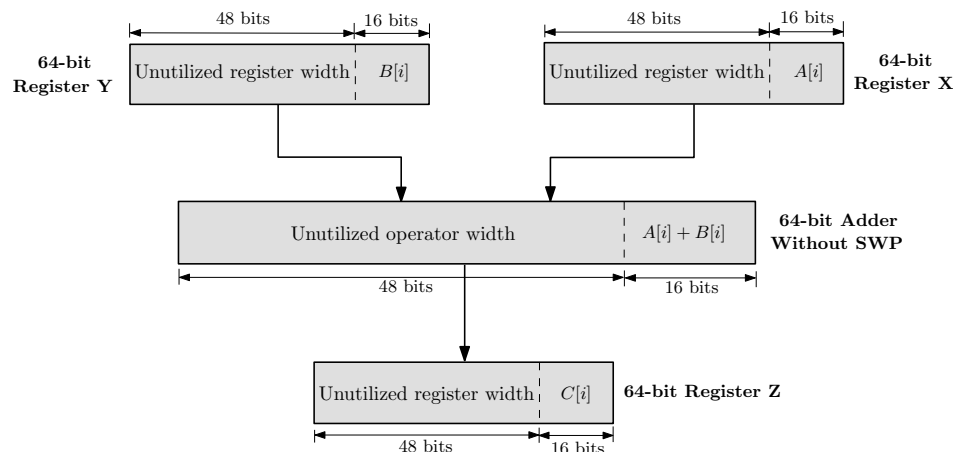 48 bits
16 bits
48 bits
16 bits
64-bit
Register Y
Unutilized register width
B[i]
Unutilized register width
A[i]
64-bit
Register X
Unutilized operator width
A[i] + B[i]
64-bit Adder
Without SWP
48 bits
16 bits
Unutilized register width
C[i]
64-bit Register Z
48 bits
16 bits